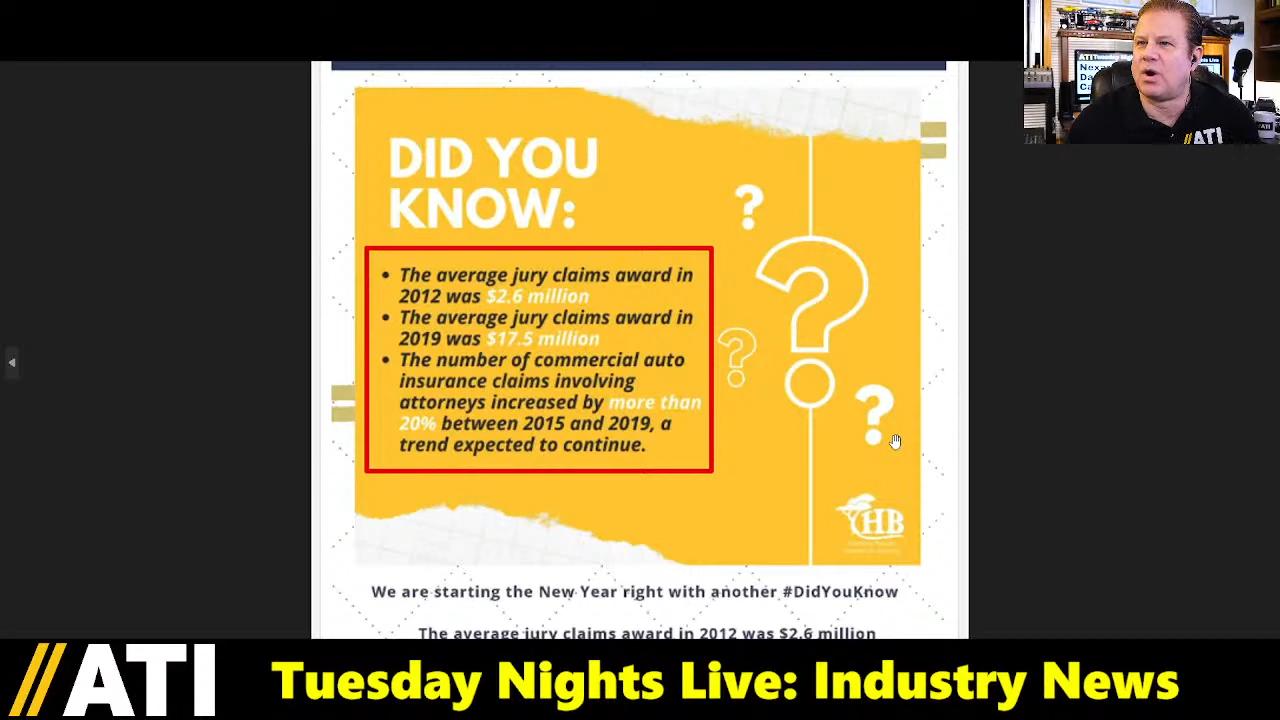 DID YOU
KNOW:
• The average jury claims award in
2012 was $2.6 million
• The average jury claims award in
2019 was $17.5 million
• The number of commercial auto
insurance claims involving
attorneys increased by more than
20% between 2015 and 2019, a
trend expected to continue.
HB
We are starting the New Year right with another #DidYouKnow
The average jury claims award in 2012 was $2.6 million
//ATI
//ATI Tuesday Nights Live: Industry News